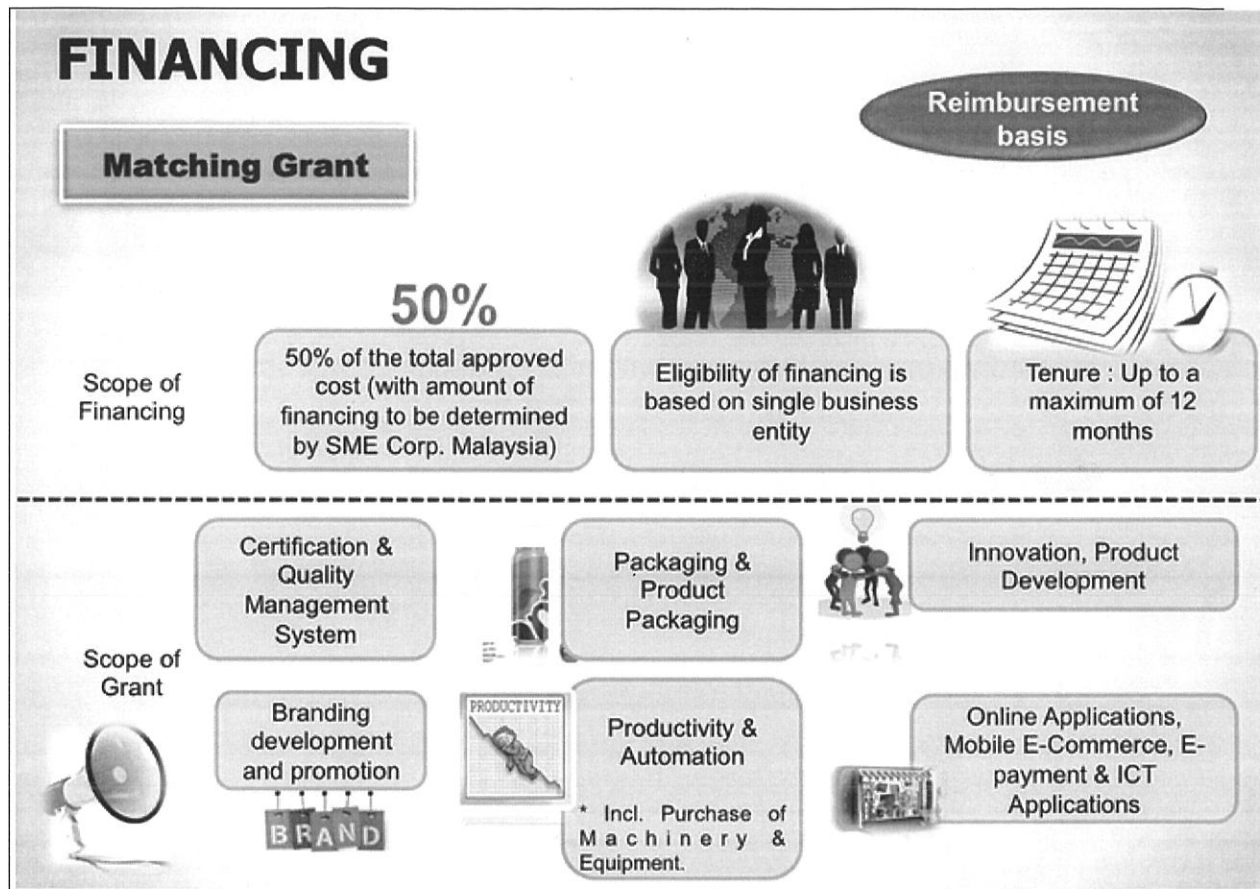 FINANCING
Reimbursement
basis
Matching Grant
50%
Scope of
Financing
50% of the total approved
cost (with amount of
financing to be determined
by SME Corp. Malaysia)
Eligibility of financing is
based on single business
entity
Tenure : Up to a
maximum of 12
months
Scope of
Grant
Certification &
Quality
Management
System
Packaging &
Product
Packaging
Innovation, Product
Development
Branding
development
and promotion
BRAND
PRODUCTIVITY
Productivity &
Automation
* Incl. Purchase of
Machinery &
Equipment.
Online Applications,
Mobile E-Commerce, E-
payment & ICT
Applications